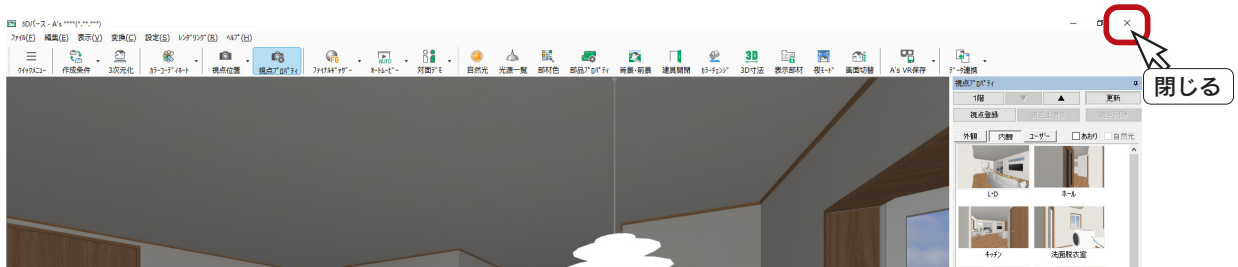 3Dパース - A's ****(*.**.***)
ファイル(F) 編集(E) 表示(V) 変換(C) 設定(S) レンダリング(R) ヘルプ(H)
クイックメニュー 作成条件 3次元化 カラーコーディネート 視点位置 視点プロパティ ファイナルギャザー オートムービー 対面デモ 自然光 光源一覧 部材色 部品プロパティ 背景・前景 建具開閉 カラーチェンジ 3D寸法 表示部材 夜モード 画面切替 A's VR保存 データ連携
閉じる
視点プロパティ
1階 ▼ ▲ 更新
視点登録
外観 内観 ユーザー あおり 自然光
L・D ホール
キッチン 洗面脱衣室